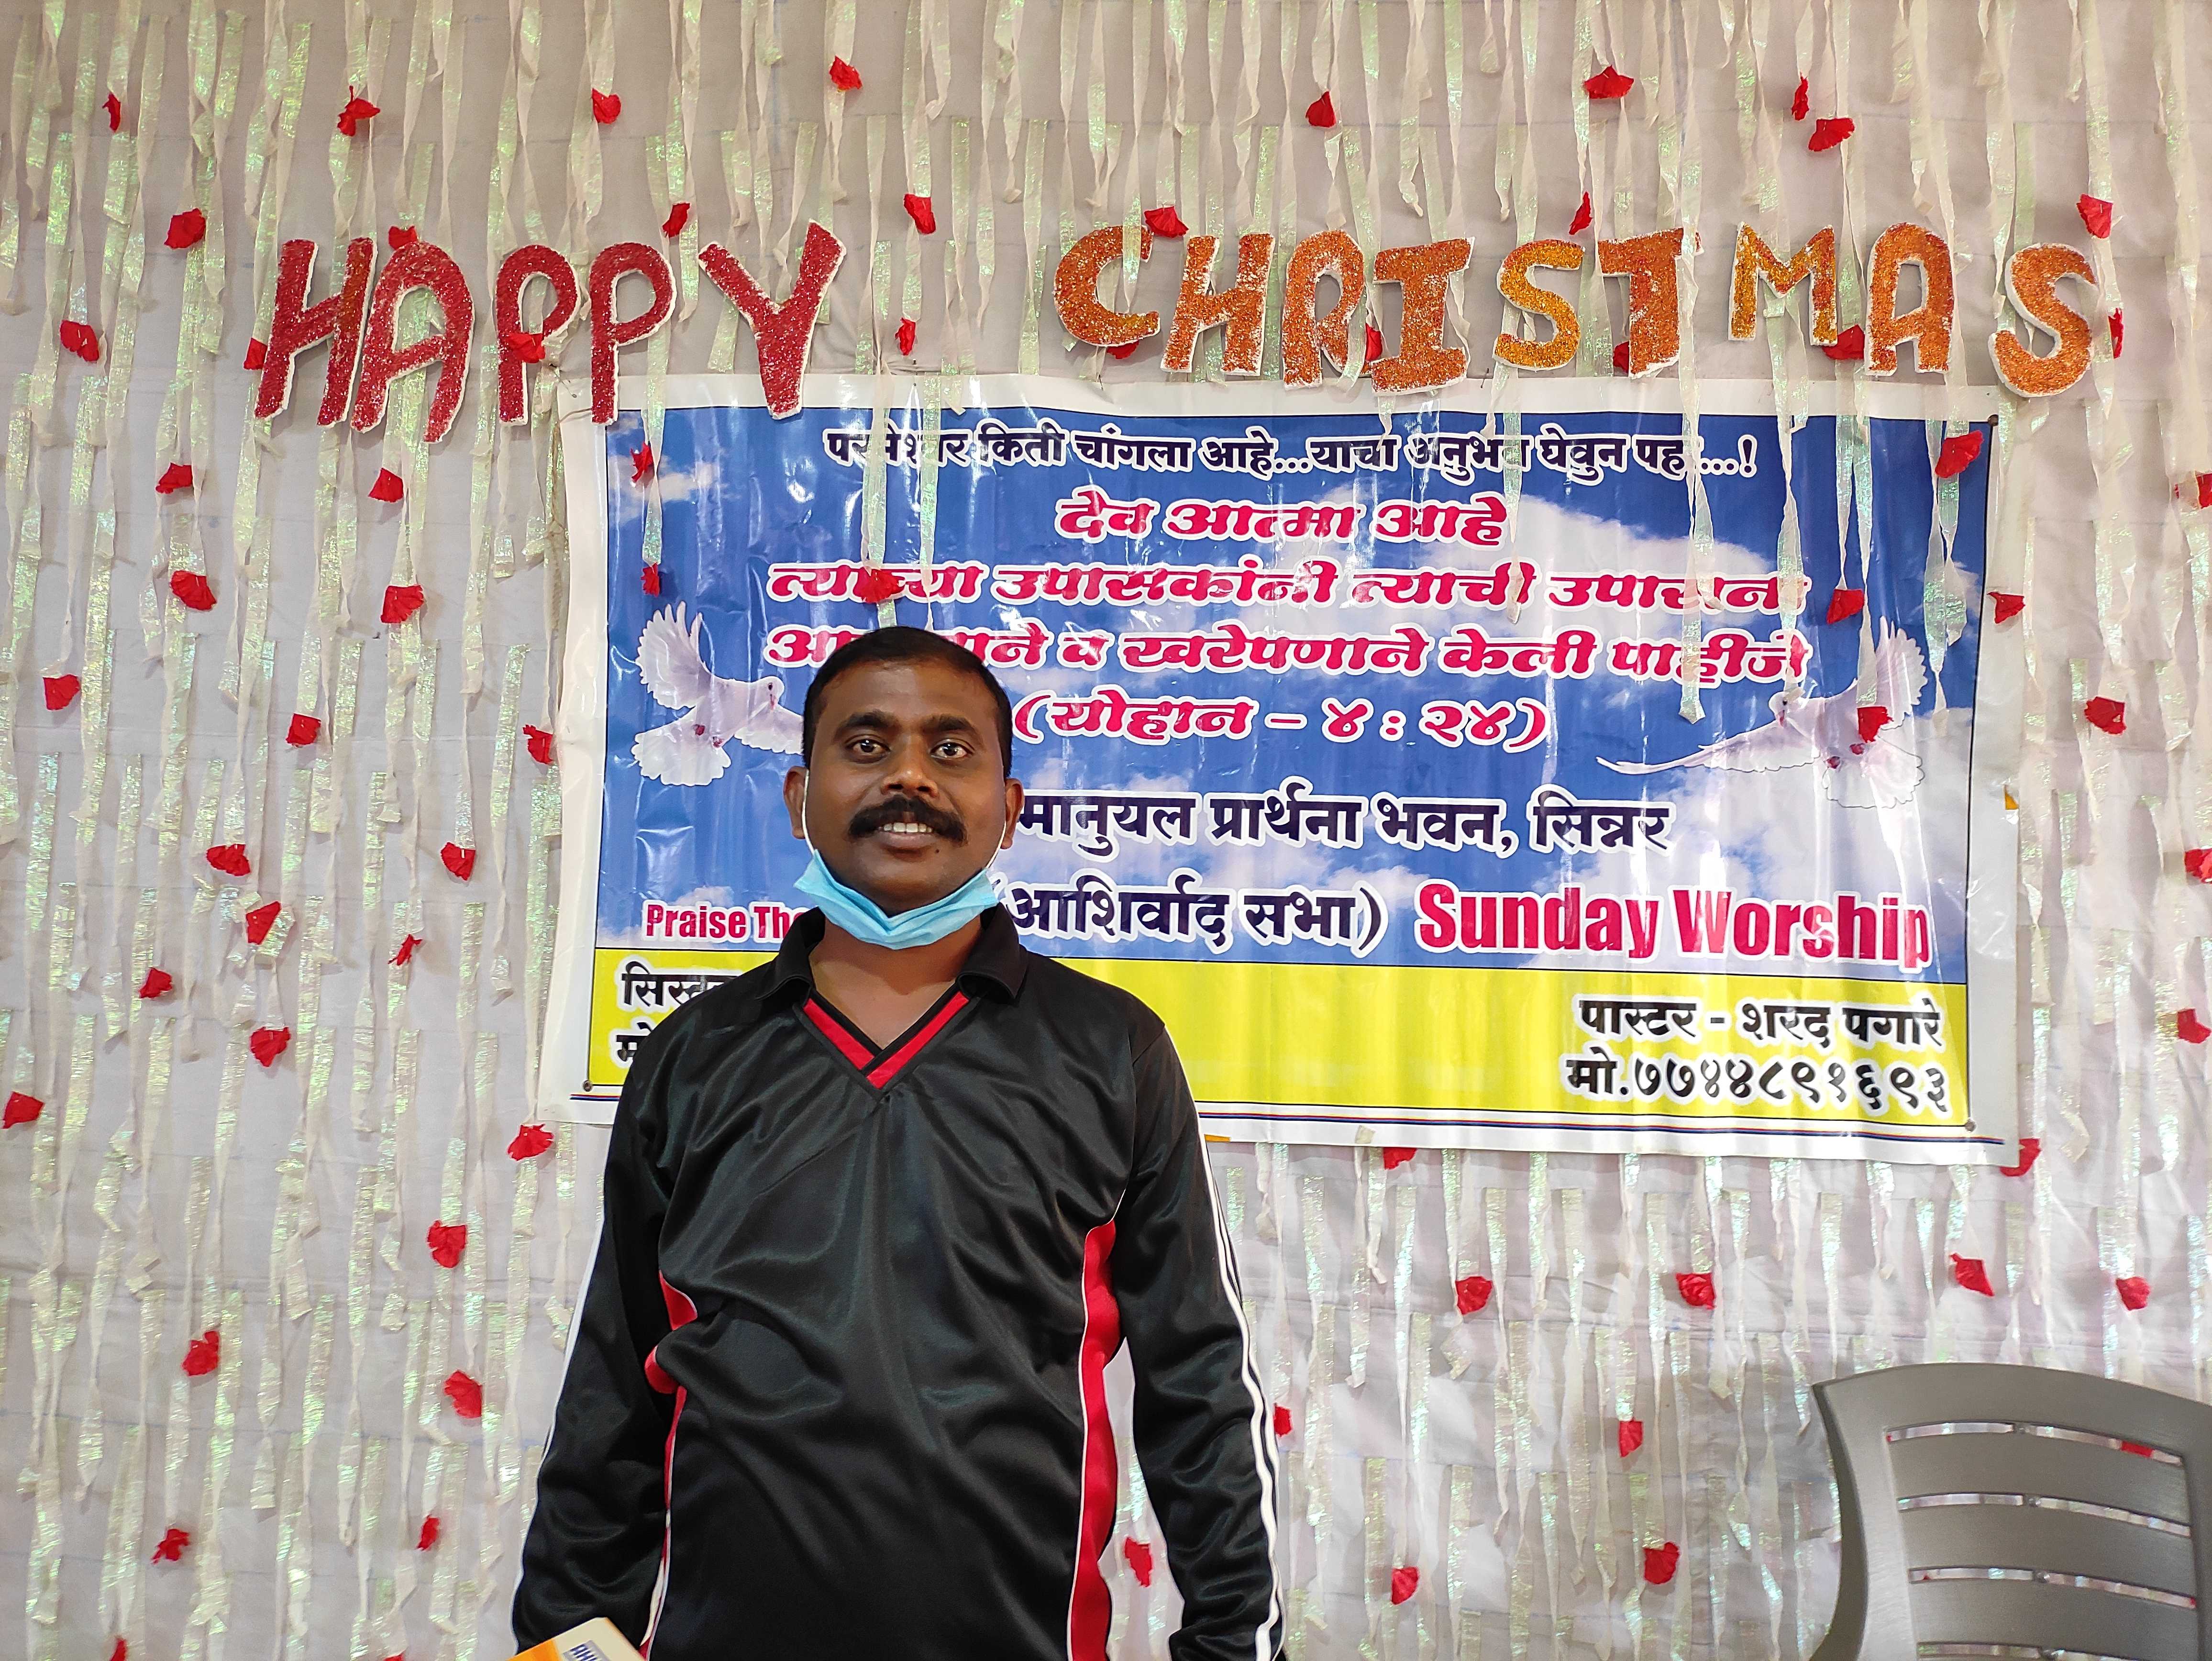 HAPPY CHRISTMAS
किती चांगला आहे...याचा घेवुन
देव आत्मा आहे
उपासकांनी त्याची
व खरेपणाने केली पाहीजे
(योहान - ४ : २४)
प्रार्थना भवन, सिन्नर
Praise (आशिर्वाद सभा) Sunday Worship
पास्टर - शरद पगारे
मो.७७४४८९१६९३